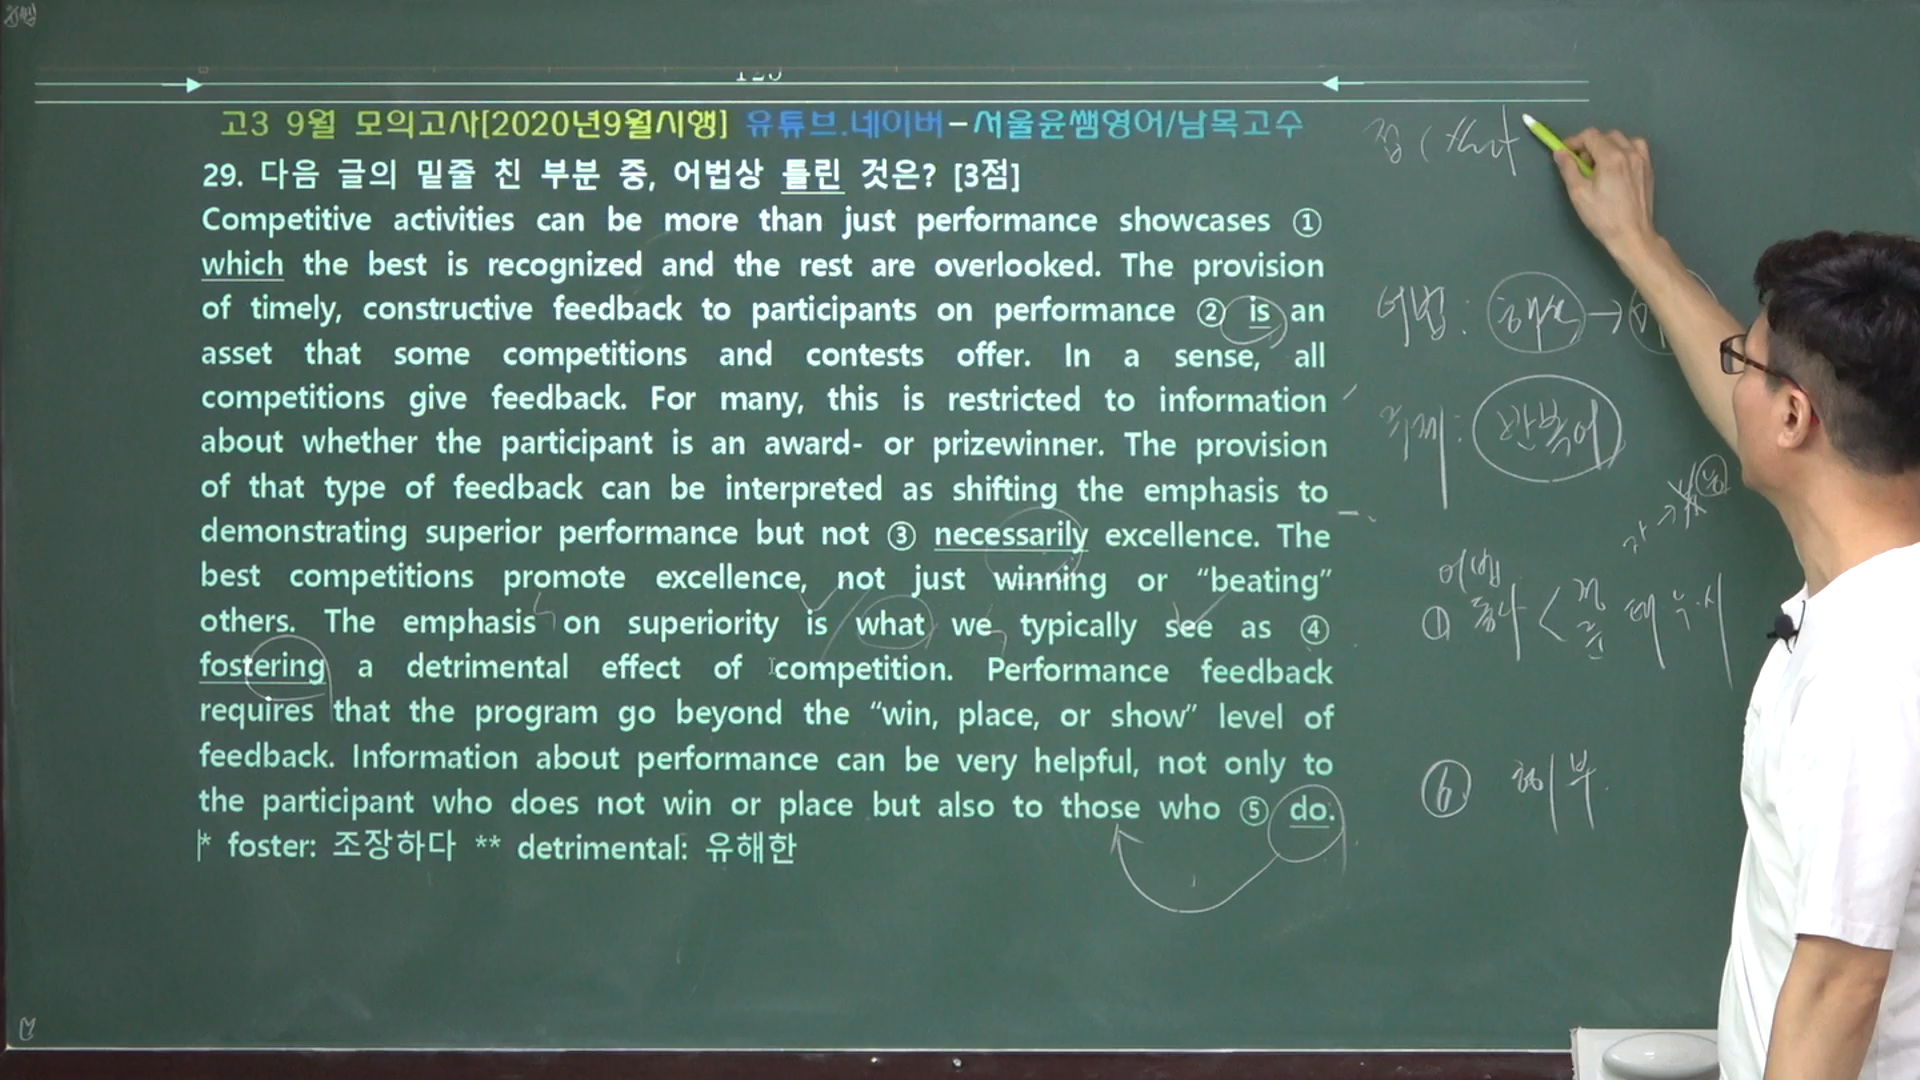 고3 9월 모의고사[2020년9월시행] 유튜브.네이버-서울윤쌤영어/남목고수
29. 다음 글의 밑줄 친 부분 중, 어법상 틀린 것은? [3점]
Competitive activities can be more than just performance showcases ①
which the best is recognized and the rest are overlooked. The provision
of timely, constructive feedback to participants on performance ② is an
asset that some competitions and contests offer. In a sense, all
competitions give feedback. For many, this is restricted to information
about whether the participant is an award- or prizewinner. The provision
of that type of feedback can be interpreted as shifting the emphasis to
demonstrating superior performance but not ③ necessarily excellence. The
best competitions promote excellence, not just winning or “beating”
others. The emphasis on superiority is what we typically see as ④
fostering a detrimental effect of competition. Performance feedback
requires that the program go beyond the “win, place, or show” level of
feedback. Information about performance can be very helpful, not only to
the participant who does not win or place but also to those who ⑤ do.
* foster: 조장하다 ** detrimental: 유해한
접 ( that
어법 : 해석 →
주제 :
어법
①
⑥